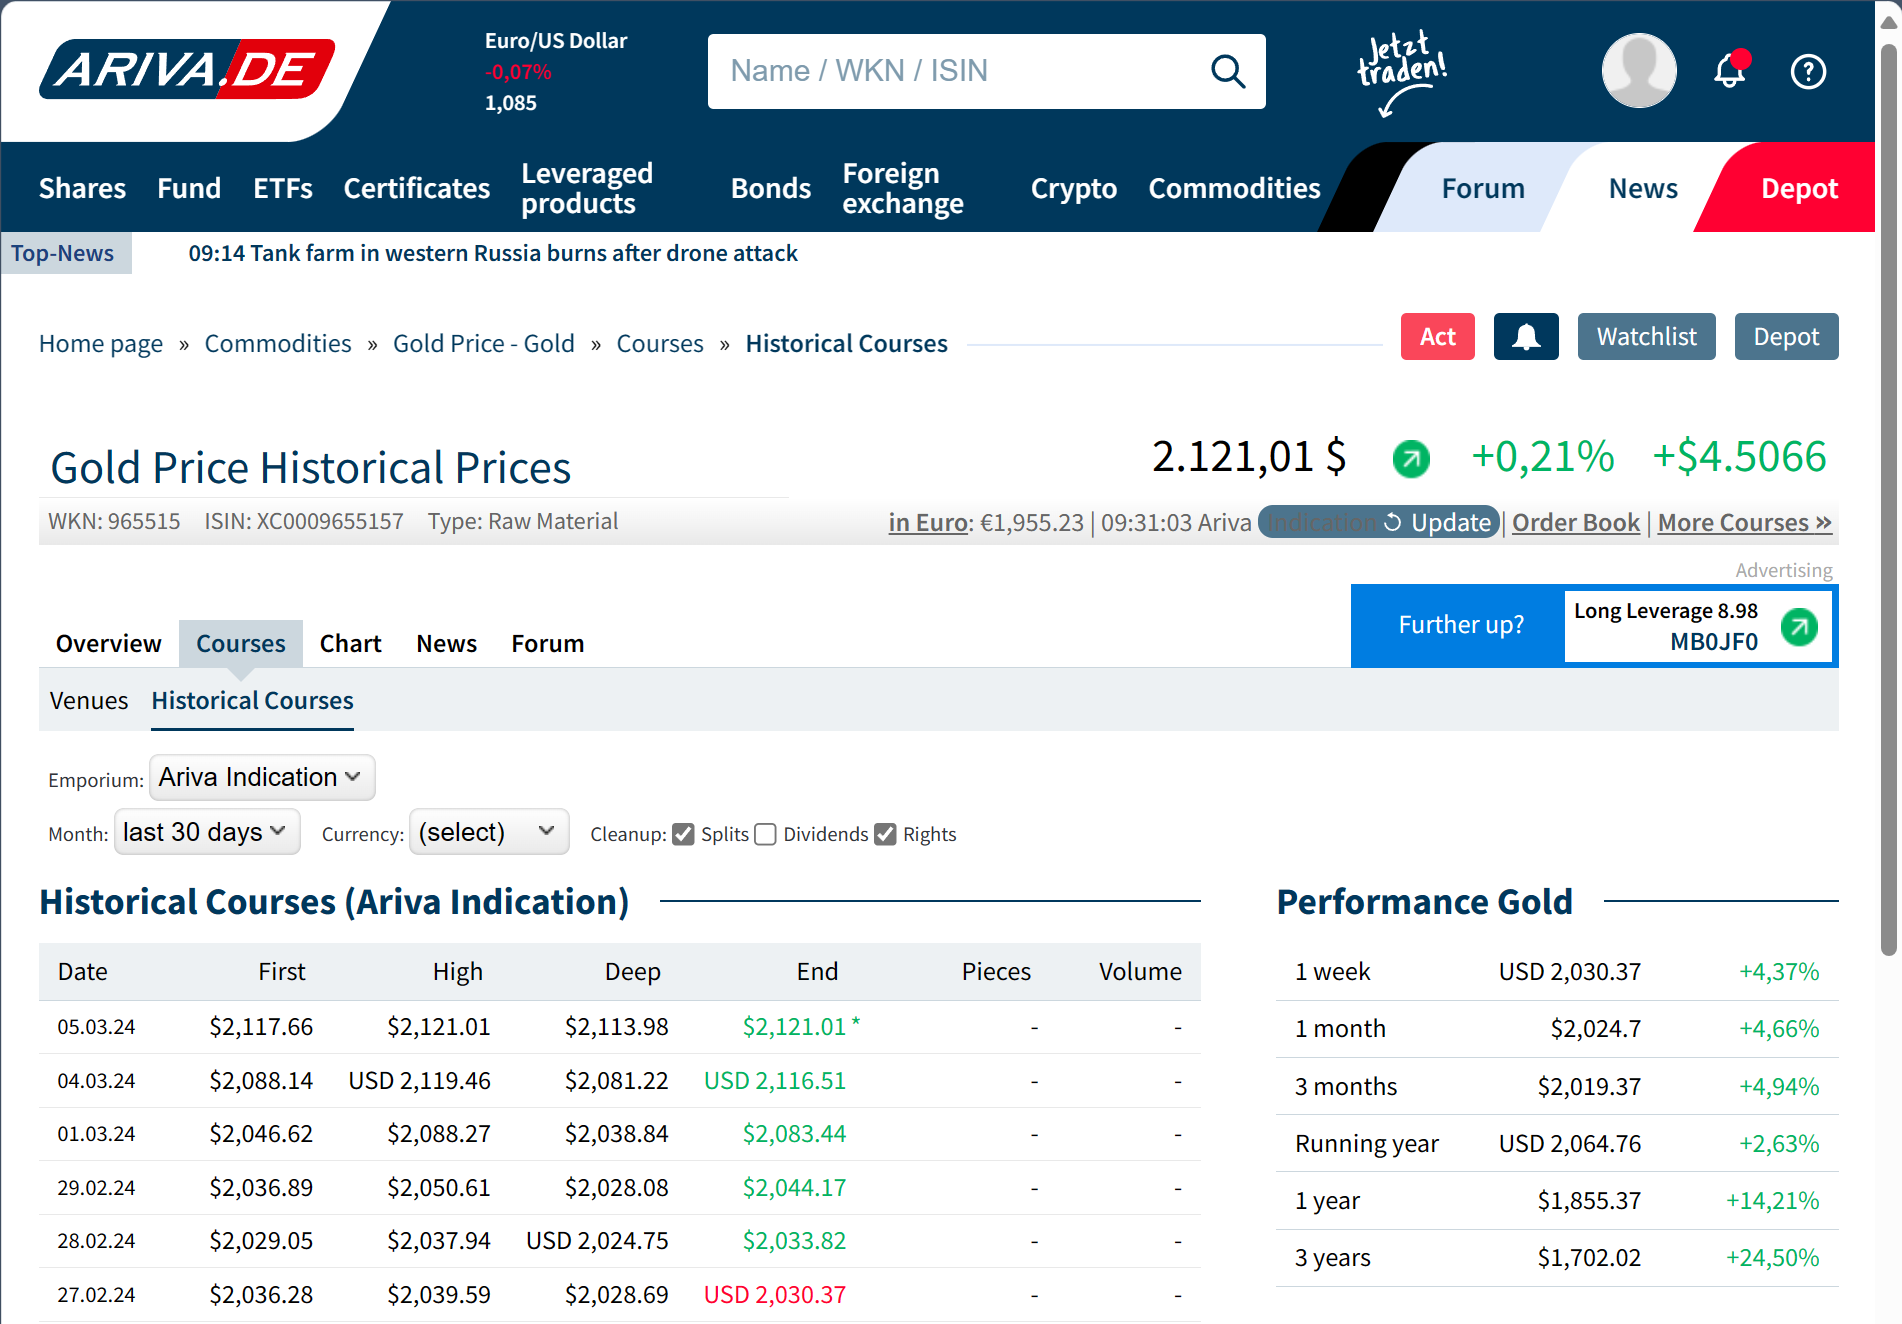 ARIVA.DE
Euro/US Dollar
-0,07%
1,085
Name / WKN / ISIN
Jetzt
traden!
Shares Fund ETFs Certificates Leveraged products Bonds Foreign exchange Crypto Commodities Forum News Depot
Top-News 09:14 Tank farm in western Russia burns after drone attack
Home page » Commodities » Gold Price - Gold » Courses » Historical Courses Act Watchlist Depot
Gold Price Historical Prices 2.121,01 $ +0,21% +$4.5066
WKN: 965515 ISIN: XC0009655157 Type: Raw Material in Euro: €1,955.23 | 09:31:03 Ariva Indication Update | Order Book | More Courses »
Advertising
Further up? Long Leverage 8.98
MB0JF0
Overview Courses Chart News Forum
Venues Historical Courses
Emporium: Ariva Indication
Month: last 30 days Currency: (select) Cleanup: Splits Dividends Rights
Historical Courses (Ariva Indication)
Date First High Deep End Pieces Volume
05.03.24 $2,117.66 $2,121.01 $2,113.98 $2,121.01 * - -
04.03.24 $2,088.14 USD 2,119.46 $2,081.22 USD 2,116.51 - -
01.03.24 $2,046.62 $2,088.27 $2,038.84 $2,083.44 - -
29.02.24 $2,036.89 $2,050.61 $2,028.08 $2,044.17 - -
28.02.24 $2,029.05 $2,037.94 USD 2,024.75 $2,033.82 - -
27.02.24 $2,036.28 $2,039.59 $2,028.69 USD 2,030.37 - -
Performance Gold
1 week USD 2,030.37 +4,37%
1 month $2,024.7 +4,66%
3 months $2,019.37 +4,94%
Running year USD 2,064.76 +2,63%
1 year $1,855.37 +14,21%
3 years $1,702.02 +24,50%